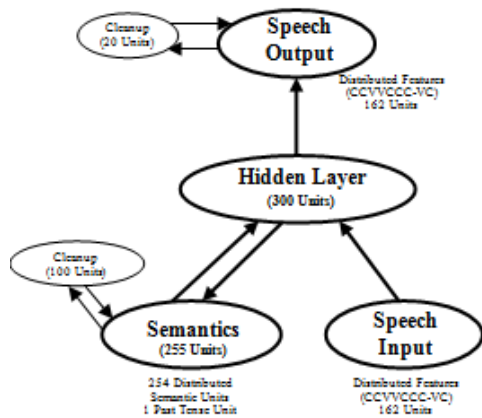 Cleanup
(20 Units)
Speech
Output
Distributed Features
(CCVVCCC-VC)
162 Units
Hidden Layer
(300 Units)
Cleanup
(100 Units)
Semantics
(255 Units)
254 Distributed
Semantic Units
1 Past Tense Unit
Speech
Input
Distributed Features
(CCVVCCC-VC)
162 Units